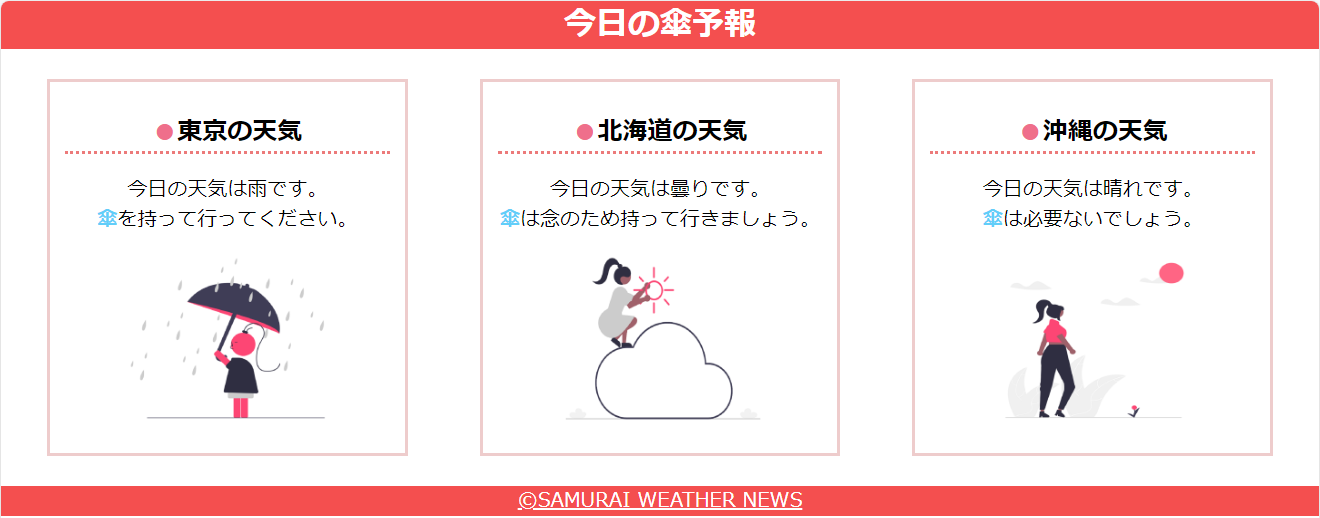 今日の傘予報
●東京の天気
今日の天気は雨です。
傘を持って行ってください。
●北海道の天気
今日の天気は曇りです。
傘は念のため持って行きましょう。
●沖縄の天気
今日の天気は晴れです。
傘は必要ないでしょう。
©SAMURAI WEATHER NEWS